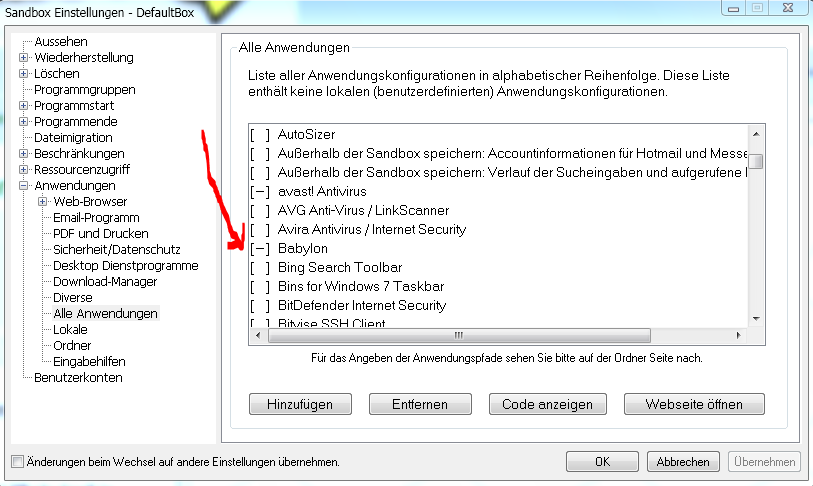 Sandbox Einstellungen - DefaultBox
Aussehen
Wiederherstellung
Löschen
Programmgruppen
Programmstart
Programmende
Dateimigration
Beschränkungen
Ressourcenzugriff
Anwendungen
Web-Browser
Email-Programm
PDF und Drucken
Sicherheit/Datenschutz
Desktop Dienstprogramme
Download-Manager
Diverse
Alle Anwendungen
Lokale
Ordner
Eingabehilfen
Benutzerkonten
Alle Anwendungen
Liste aller Anwendungskonfigurationen in alphabetischer Reihenfolge. Diese Liste
enthält keine lokalen (benutzerdefinierten) Anwendungskonfigurationen.
[ ] AutoSizer
[ ] Außerhalb der Sandbox speichern: Accountinformationen für Hotmail und Messe
[ ] Außerhalb der Sandbox speichern: Verlauf der Sucheingaben und aufgerufene
[−] avast! Antivirus
[ ] AVG Anti-Virus / LinkScanner
[ ] Avira Antivirus / Internet Security
[−] Babylon
[ ] Bing Search Toolbar
[ ] Bins for Windows 7 Taskbar
[ ] BitDefender Internet Security
[ ] Bitvise SSH Client
Für das Angeben der Anwendungspfade sehen Sie bitte auf der Ordner Seite nach.
Hinzufügen
Entfernen
Code anzeigen
Webseite öffnen
Änderungen beim Wechsel auf andere Einstellungen übernehmen.
OK
Abbrechen
Übernehmen